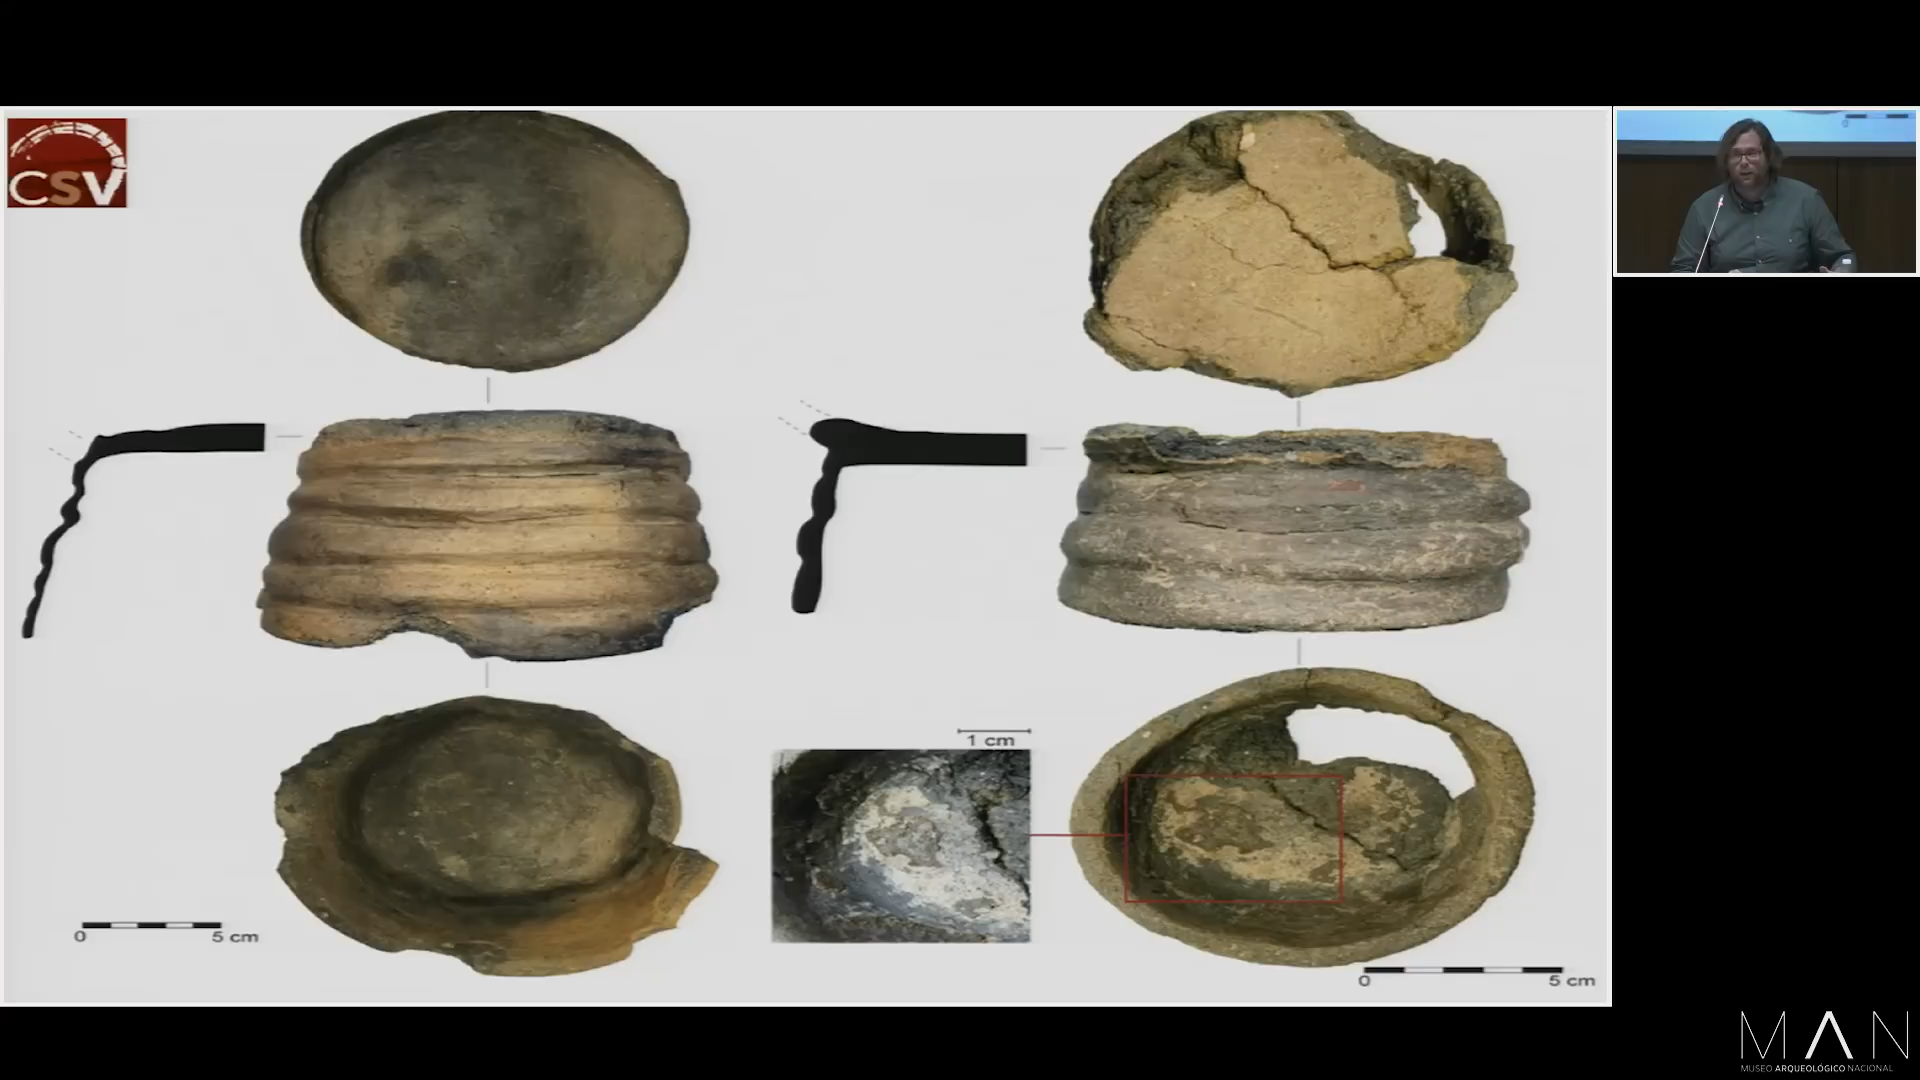 CSV
1 cm
0 5 cm
0 5 cm
MAN
MUSEO ARQUEOLÓGICO NACIONAL